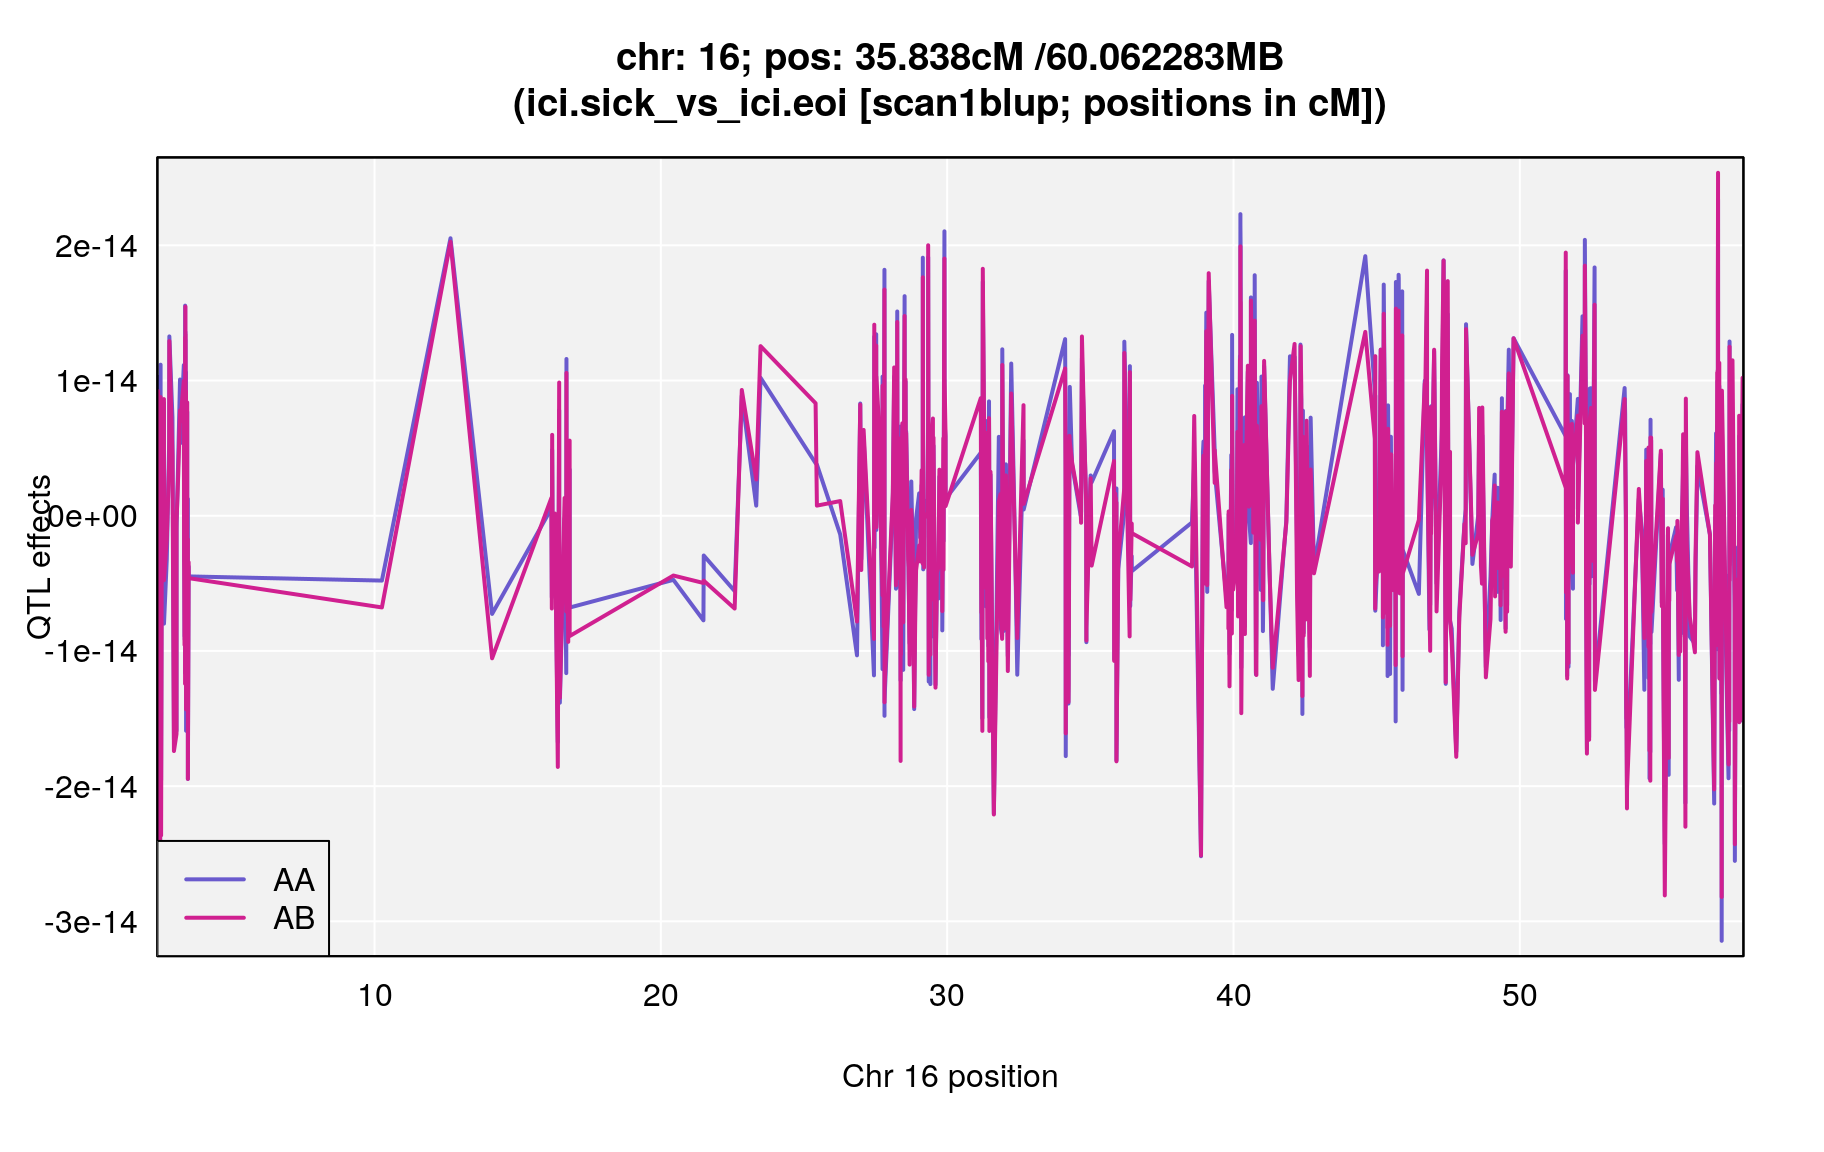 chr: 16; pos: 35.838cM /60.062283MB
(ici.sick_vs_ici.eoi [scan1blup; positions in cM])
QTL effects
2e-14
1e-14
0e+00
-1e-14
-2e-14
-3e-14
AA
AB
10
20
30
40
50
Chr 16 position